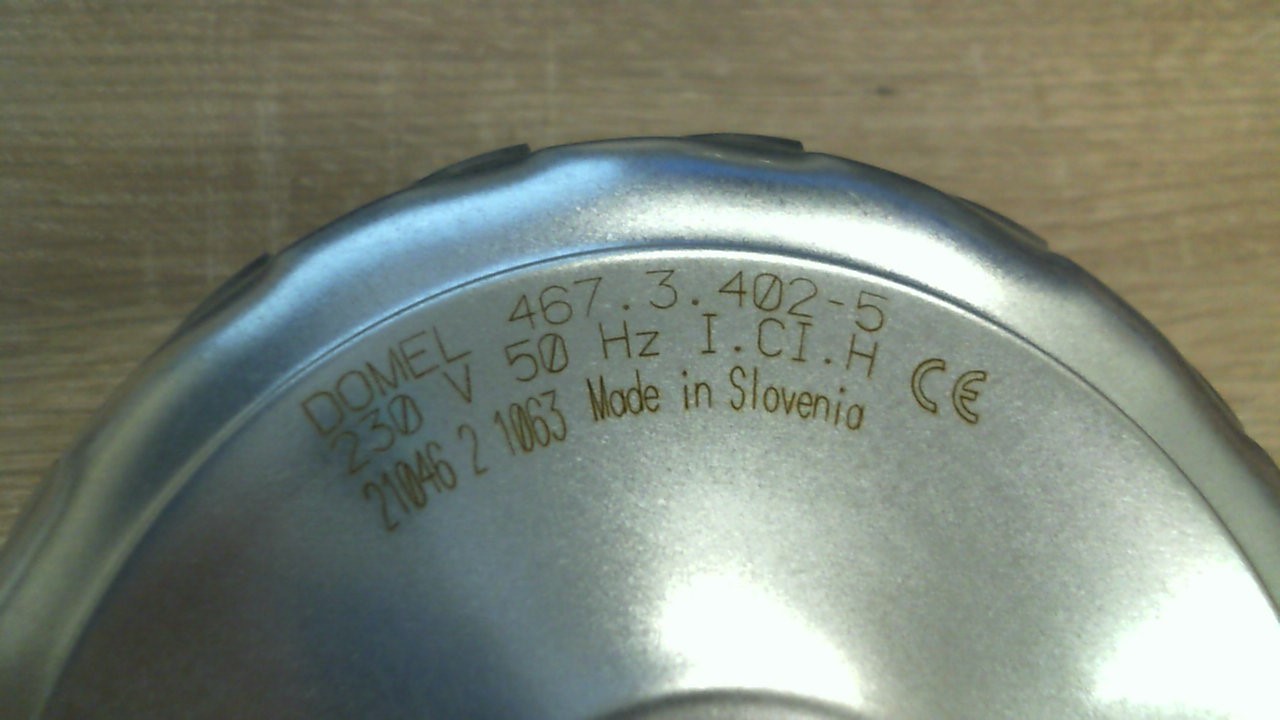 DOMEL 467.3.402-5
230 V 50 Hz I.CI.H CE
21046 2 1063 Made in Slovenia